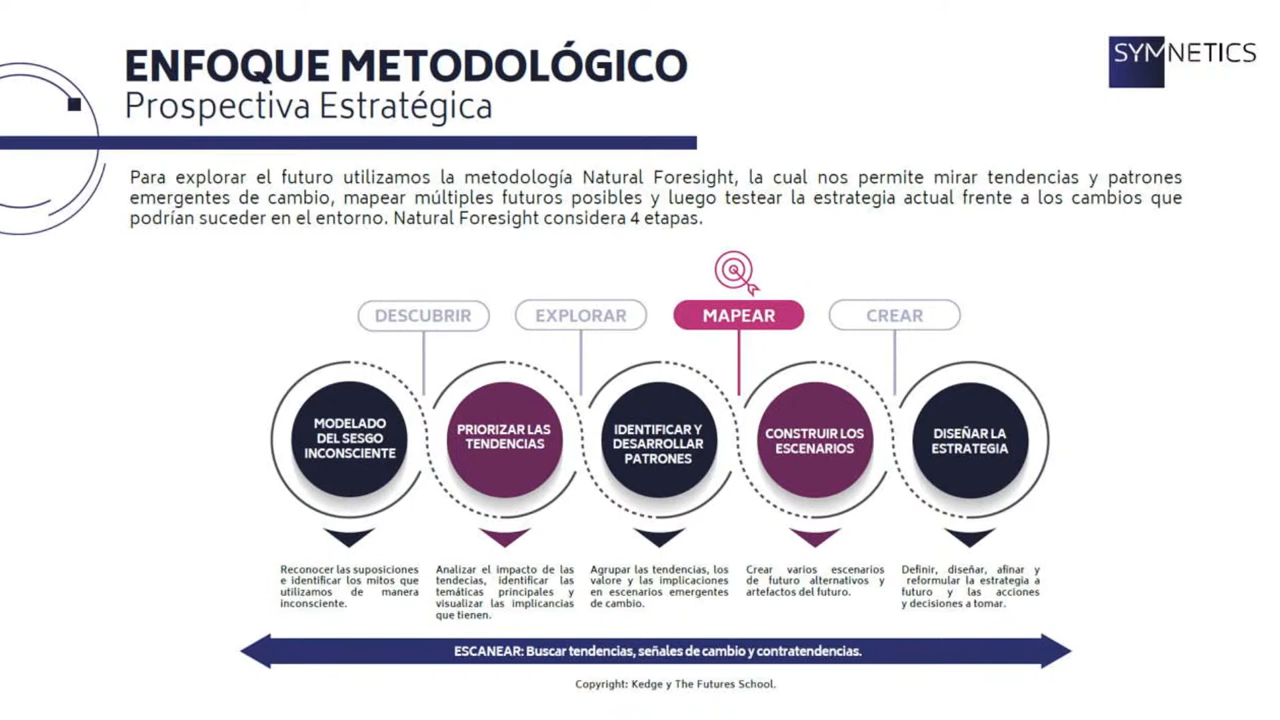 ENFOQUE METODOLÓGICO
Prospectiva Estratégica
SYMNETICS
Para explorar el futuro utilizamos la metodología Natural Foresight, la cual nos permite mirar tendencias y patrones
emergentes de cambio, mapear múltiples futuros posibles y luego testear la estrategia actual frente a los cambios que
podrían suceder en el entorno. Natural Foresight considera 4 etapas.
DESCUBRIR
EXPLORAR
MAPEAR
CREAR
MODELADO
DEL SESGO
INCONSCIENTE
PRIORIZAR LAS
TENDENCIAS
IDENTIFICAR Y
DESARROLLAR
PATRONES
CONSTRUIR LOS
ESCENARIOS
DISEÑAR LA
ESTRATEGIA
Reconocer las suposiciones
e identificar los mitos que
utilizamos de manera
inconsciente.
Analizar el impacto de las
tendecias, identificar las
temáticas principales y
visualizar las implicancias
que tienen.
Agrupar las tendencias, los
valore y las implicaciones
en escenarios emergentes
de cambio.
Crear varios escenarios
de futuro alternativos y
artefactos del futuro.
Definir, diseñar, afinar y
reformular la estrategia a
futuro y las acciones
y decisiones a tomar.
ESCANEAR: Buscar tendencias, señales de cambio y contratendencias.
Copyright: Kedge y The Futures School.